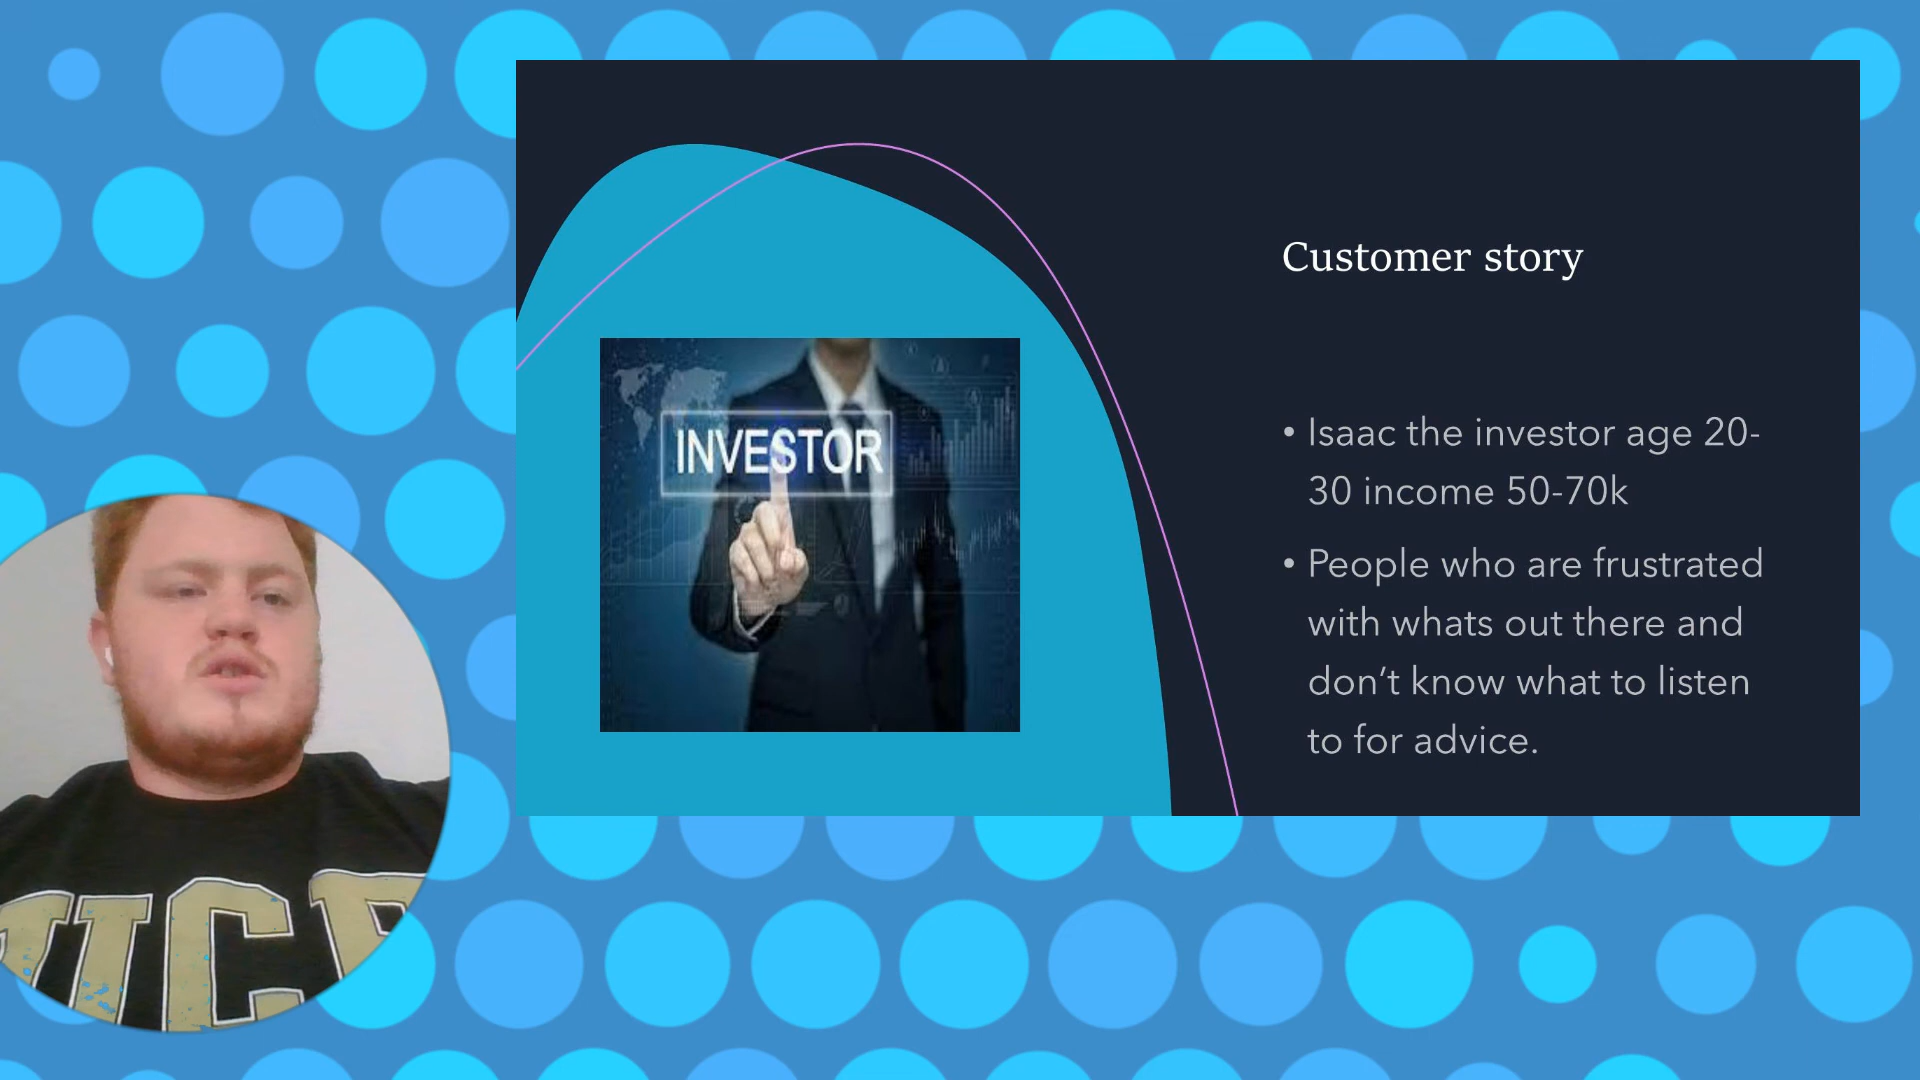 Customer story
INVESTOR
• Isaac the investor age 20-
30 income 50-70k
• People who are frustrated
with whats out there and
don’t know what to listen
to for advice.
UCF